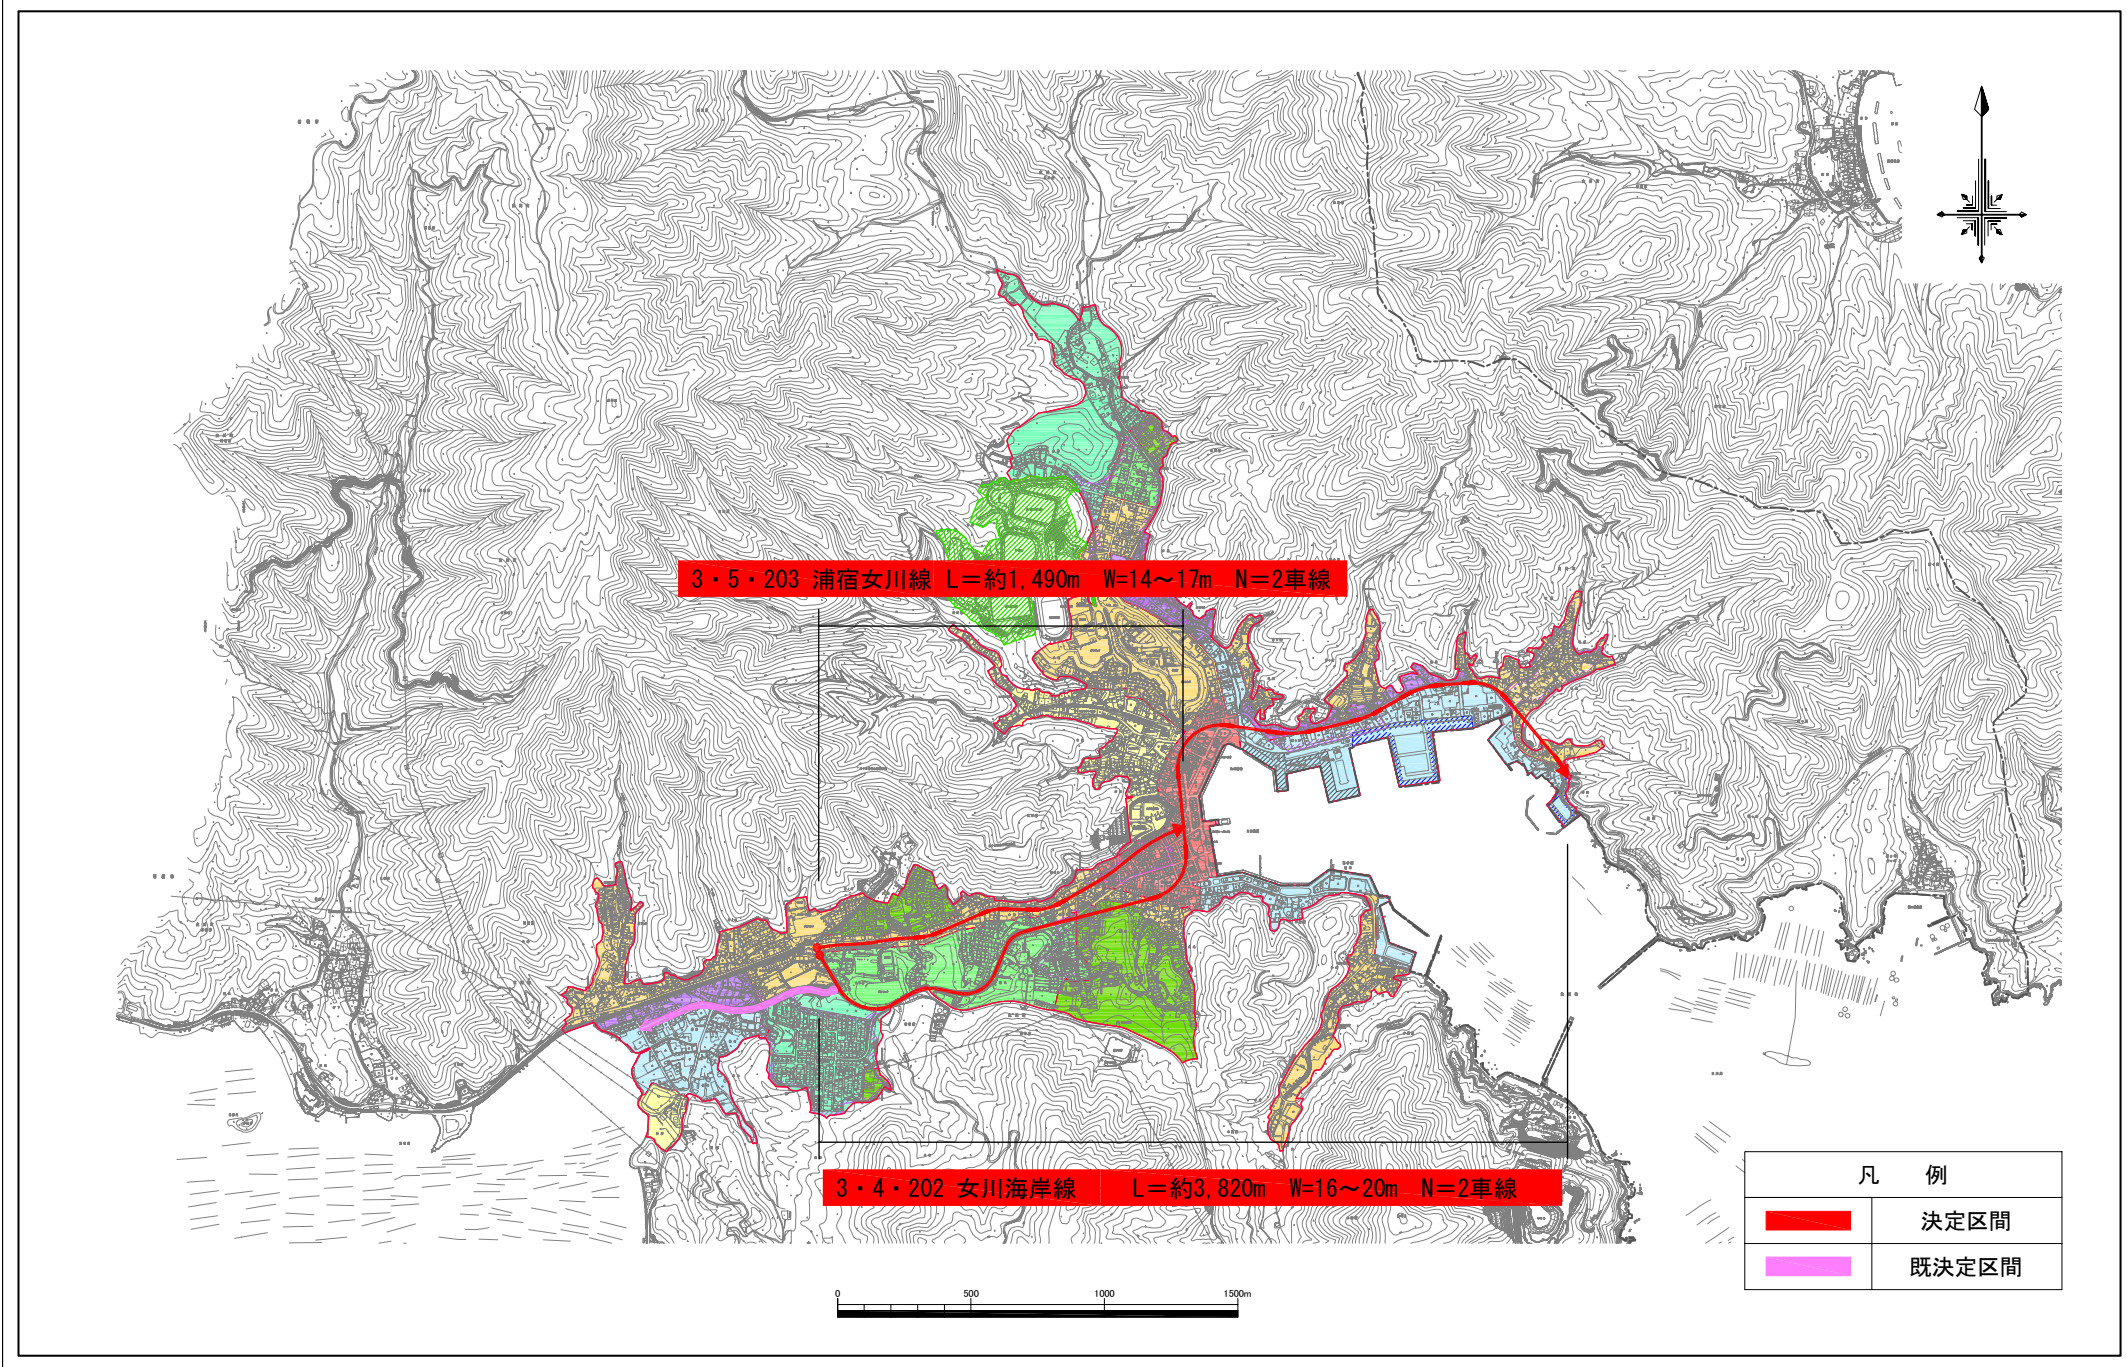 3・5・203 浦宿女川線 L=約1,490m W=14～17m N=2車線
3・4・202 女川海岸線 L=約3,820m W=16～20m N=2車線
凡 例
決定区間
既決定区間
0 500 1000 1500m